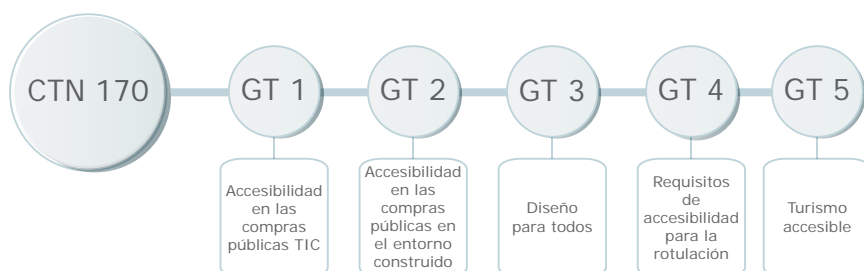 CTN 170
GT 1
GT 2
GT 3
GT 4
GT 5
Accesibilidad
en las
compras
públicas TIC
Accesibilidad
en las
compras
públicas en
el entorno
construido
Diseño
para todos
Requisitos
de
accesibilidad
para la
rotulación
Turismo
accesible